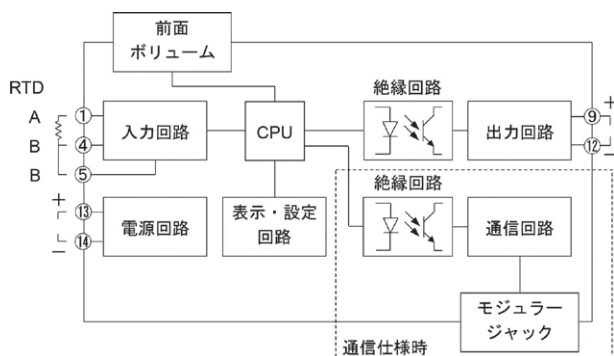 前面
ボリューム
RTD
A
B
B
①
④
⑤
入力回路
CPU
絶縁回路
出力回路
⑨
⑫
+
−
+
−
⑬
⑭
電源回路
表示・設定
回路
絶縁回路
通信回路
モジュラー
ジャック
通信仕様時